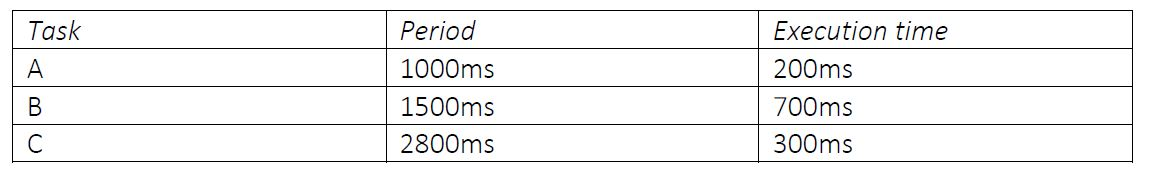 Task Period Execution time
A 1000ms 200ms
B 1500ms 700ms
C 2800ms 300ms